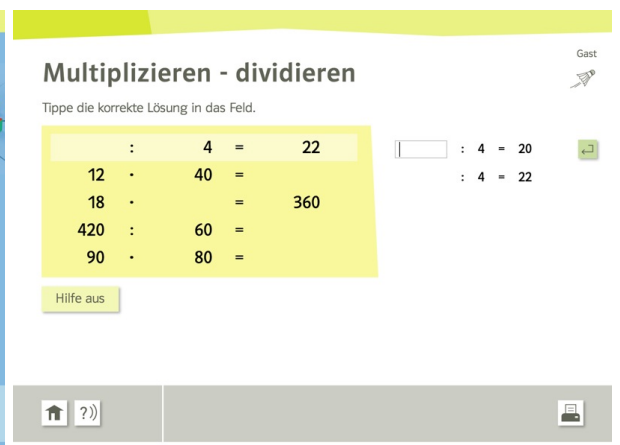 Gast
Multiplizieren - dividieren
Tippe die korrekte Lösung in das Feld.
: 4 = 22
12 · 40 =
18 · = 360
420 : 60 =
90 · 80 =
: 4 = 20
: 4 = 22
Hilfe aus
?))